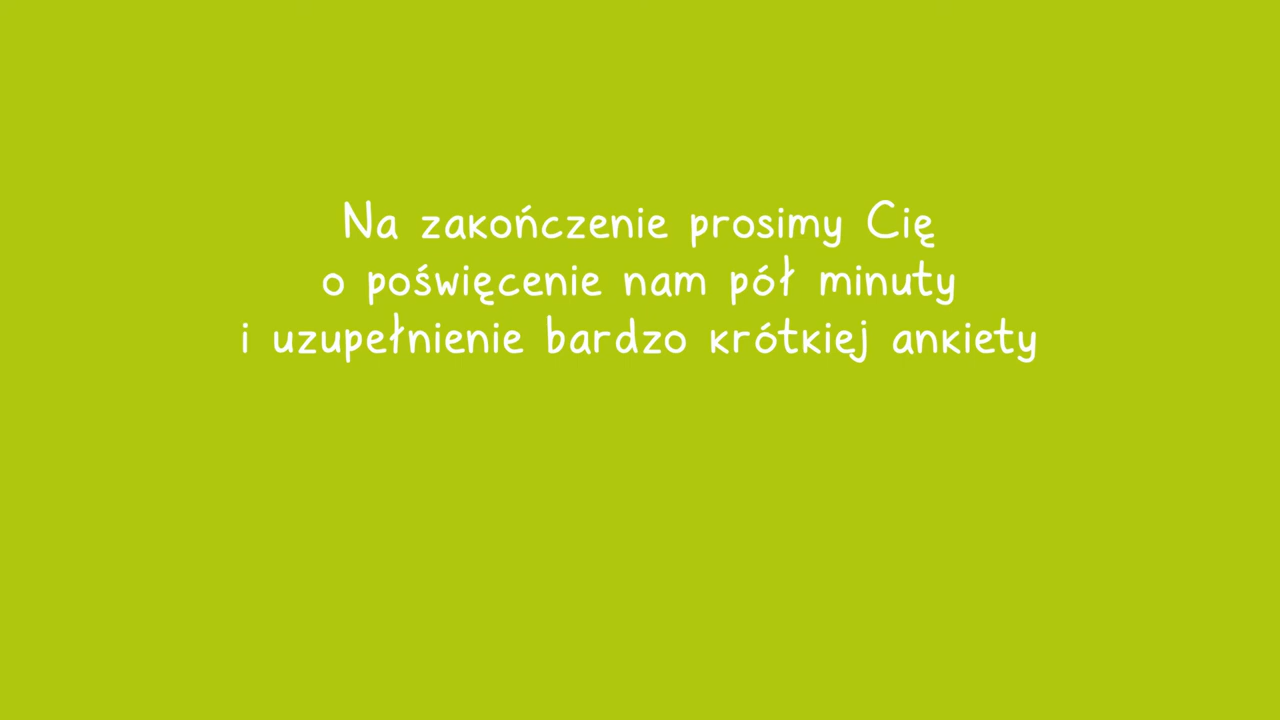 Na zakończenie prosimy Cię
o poświęcenie nam pół minuty
i uzupełnienie bardzo krótkiej ankiety